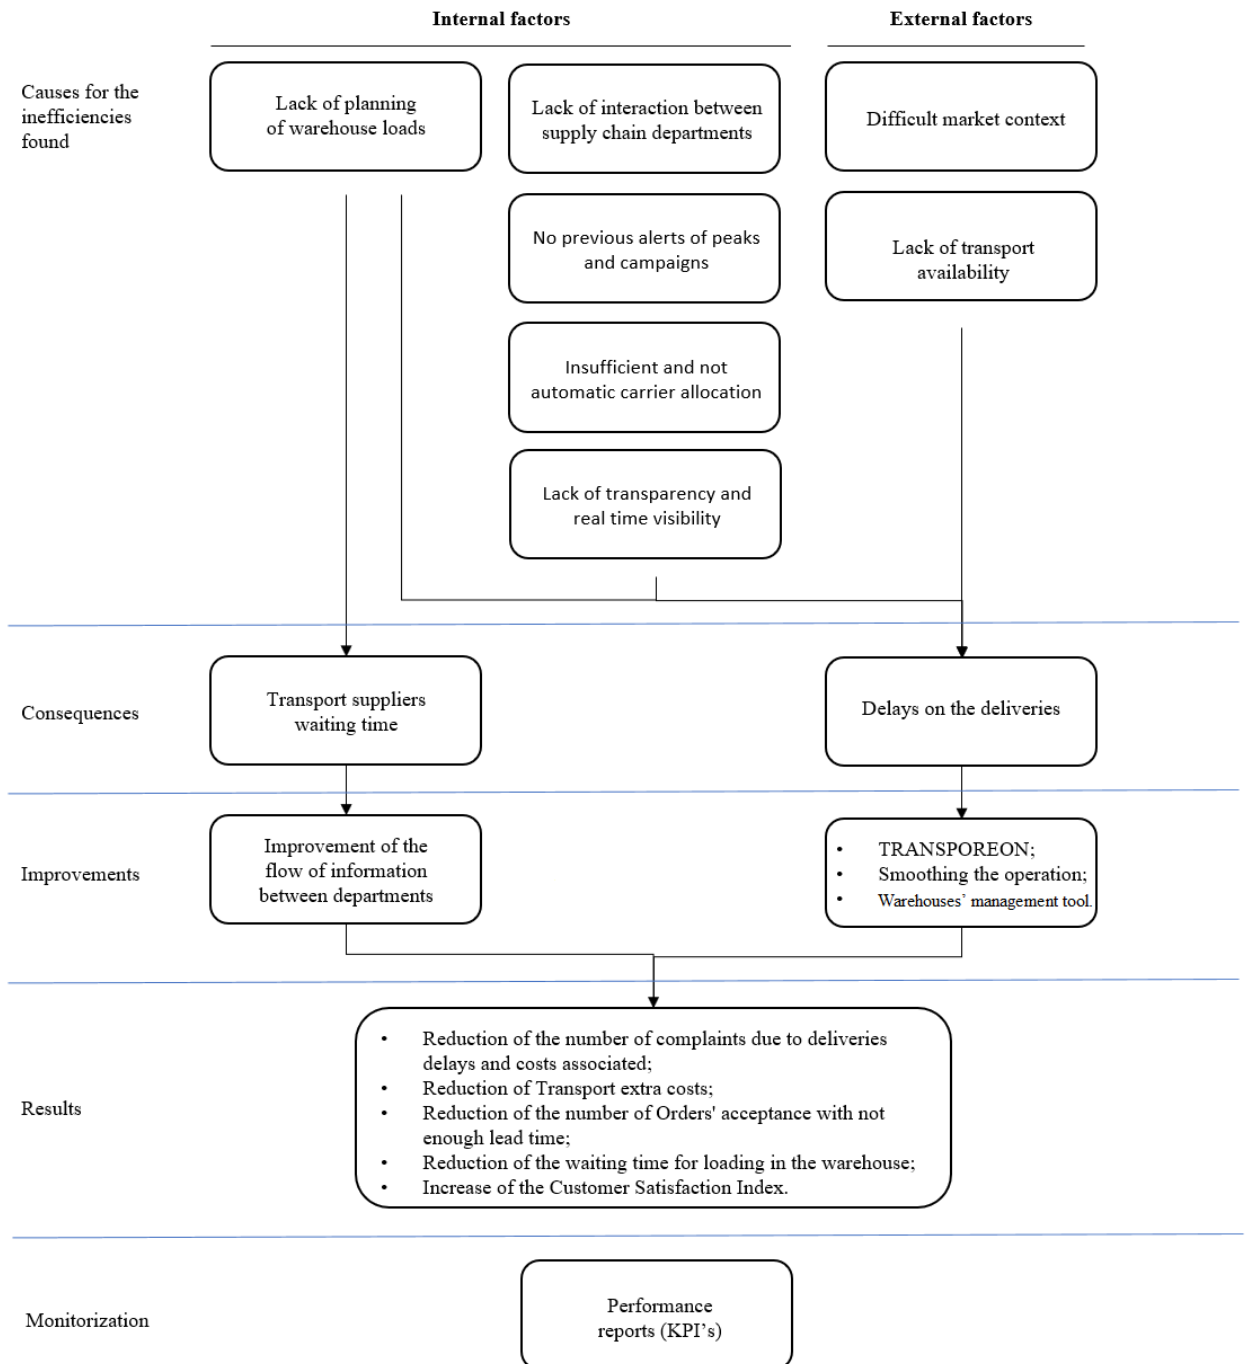 Internal factors
External factors
Causes for the
inefficiencies
found
Lack of planning
of warehouse loads
Lack of interaction between
supply chain departments
Difficult market context
No previous alerts of peaks
and campaigns
Lack of transport
availability
Insufficient and not
automatic carrier allocation
Lack of transparency and
real time visibility
Consequences
Transport suppliers
waiting time
Delays on the deliveries
Improvements
Improvement of the
flow of information
between departments
• TRANSPOREON;
• Smoothing the operation;
• Warehouses’ management tool.
Results
• Reduction of the number of complaints due to deliveries
delays and costs associated;
• Reduction of Transport extra costs;
• Reduction of the number of Orders' acceptance with not
enough lead time;
• Reduction of the waiting time for loading in the warehouse;
• Increase of the Customer Satisfaction Index.
Monitorization
Performance
reports (KPI’s)